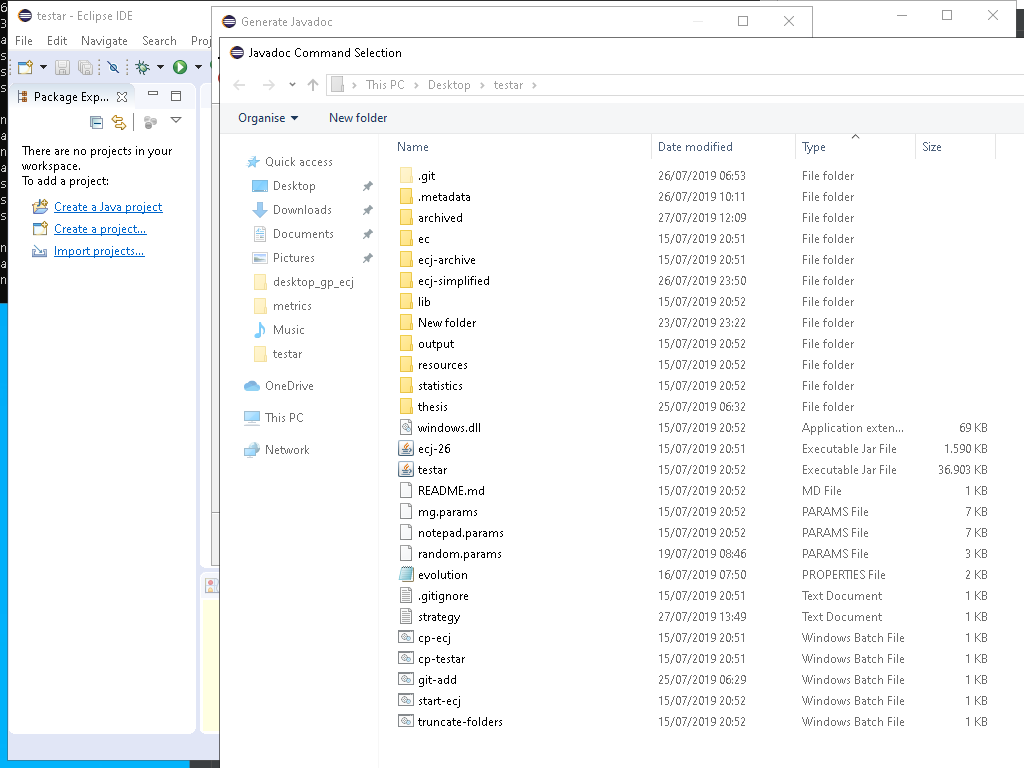 testar - Eclipse IDE
File Edit Navigate Search Proj
Package Exp...
There are no projects in your
workspace.
To add a project:
Create a Java project
Create a project...
Import projects...
Generate Javadoc
Javadoc Command Selection
This PC > Desktop > testar >
Organise New folder
Quick access
Desktop
Downloads
Documents
Pictures
desktop_gp_ecj
metrics
Music
testar
OneDrive
This PC
Network
Name Date modified Type Size
.git 26/07/2019 06:53 File folder
.metadata 26/07/2019 10:11 File folder
archived 27/07/2019 12:09 File folder
ec 15/07/2019 20:51 File folder
ecj-archive 15/07/2019 20:51 File folder
ecj-simplified 26/07/2019 23:50 File folder
lib 15/07/2019 20:52 File folder
New folder 23/07/2019 23:22 File folder
output 15/07/2019 20:52 File folder
resources 15/07/2019 20:52 File folder
statistics 15/07/2019 20:52 File folder
thesis 25/07/2019 06:32 File folder
windows.dll 15/07/2019 20:52 Application exten... 69 KB
ecj-26 15/07/2019 20:51 Executable Jar File 1.590 KB
testar 15/07/2019 20:52 Executable Jar File 36.903 KB
README.md 15/07/2019 20:52 MD File 1 KB
mg.params 15/07/2019 20:52 PARAMS File 7 KB
notepad.params 15/07/2019 20:52 PARAMS File 7 KB
random.params 19/07/2019 08:46 PARAMS File 3 KB
evolution 16/07/2019 07:50 PROPERTIES File 2 KB
.gitignore 15/07/2019 20:51 Text Document 1 KB
strategy 27/07/2019 13:49 Text Document 1 KB
cp-ecj 15/07/2019 20:51 Windows Batch File 1 KB
cp-testar 15/07/2019 20:51 Windows Batch File 1 KB
git-add 25/07/2019 06:29 Windows Batch File 1 KB
start-ecj 15/07/2019 20:52 Windows Batch File 1 KB
truncate-folders 15/07/2019 20:52 Windows Batch File 1 KB